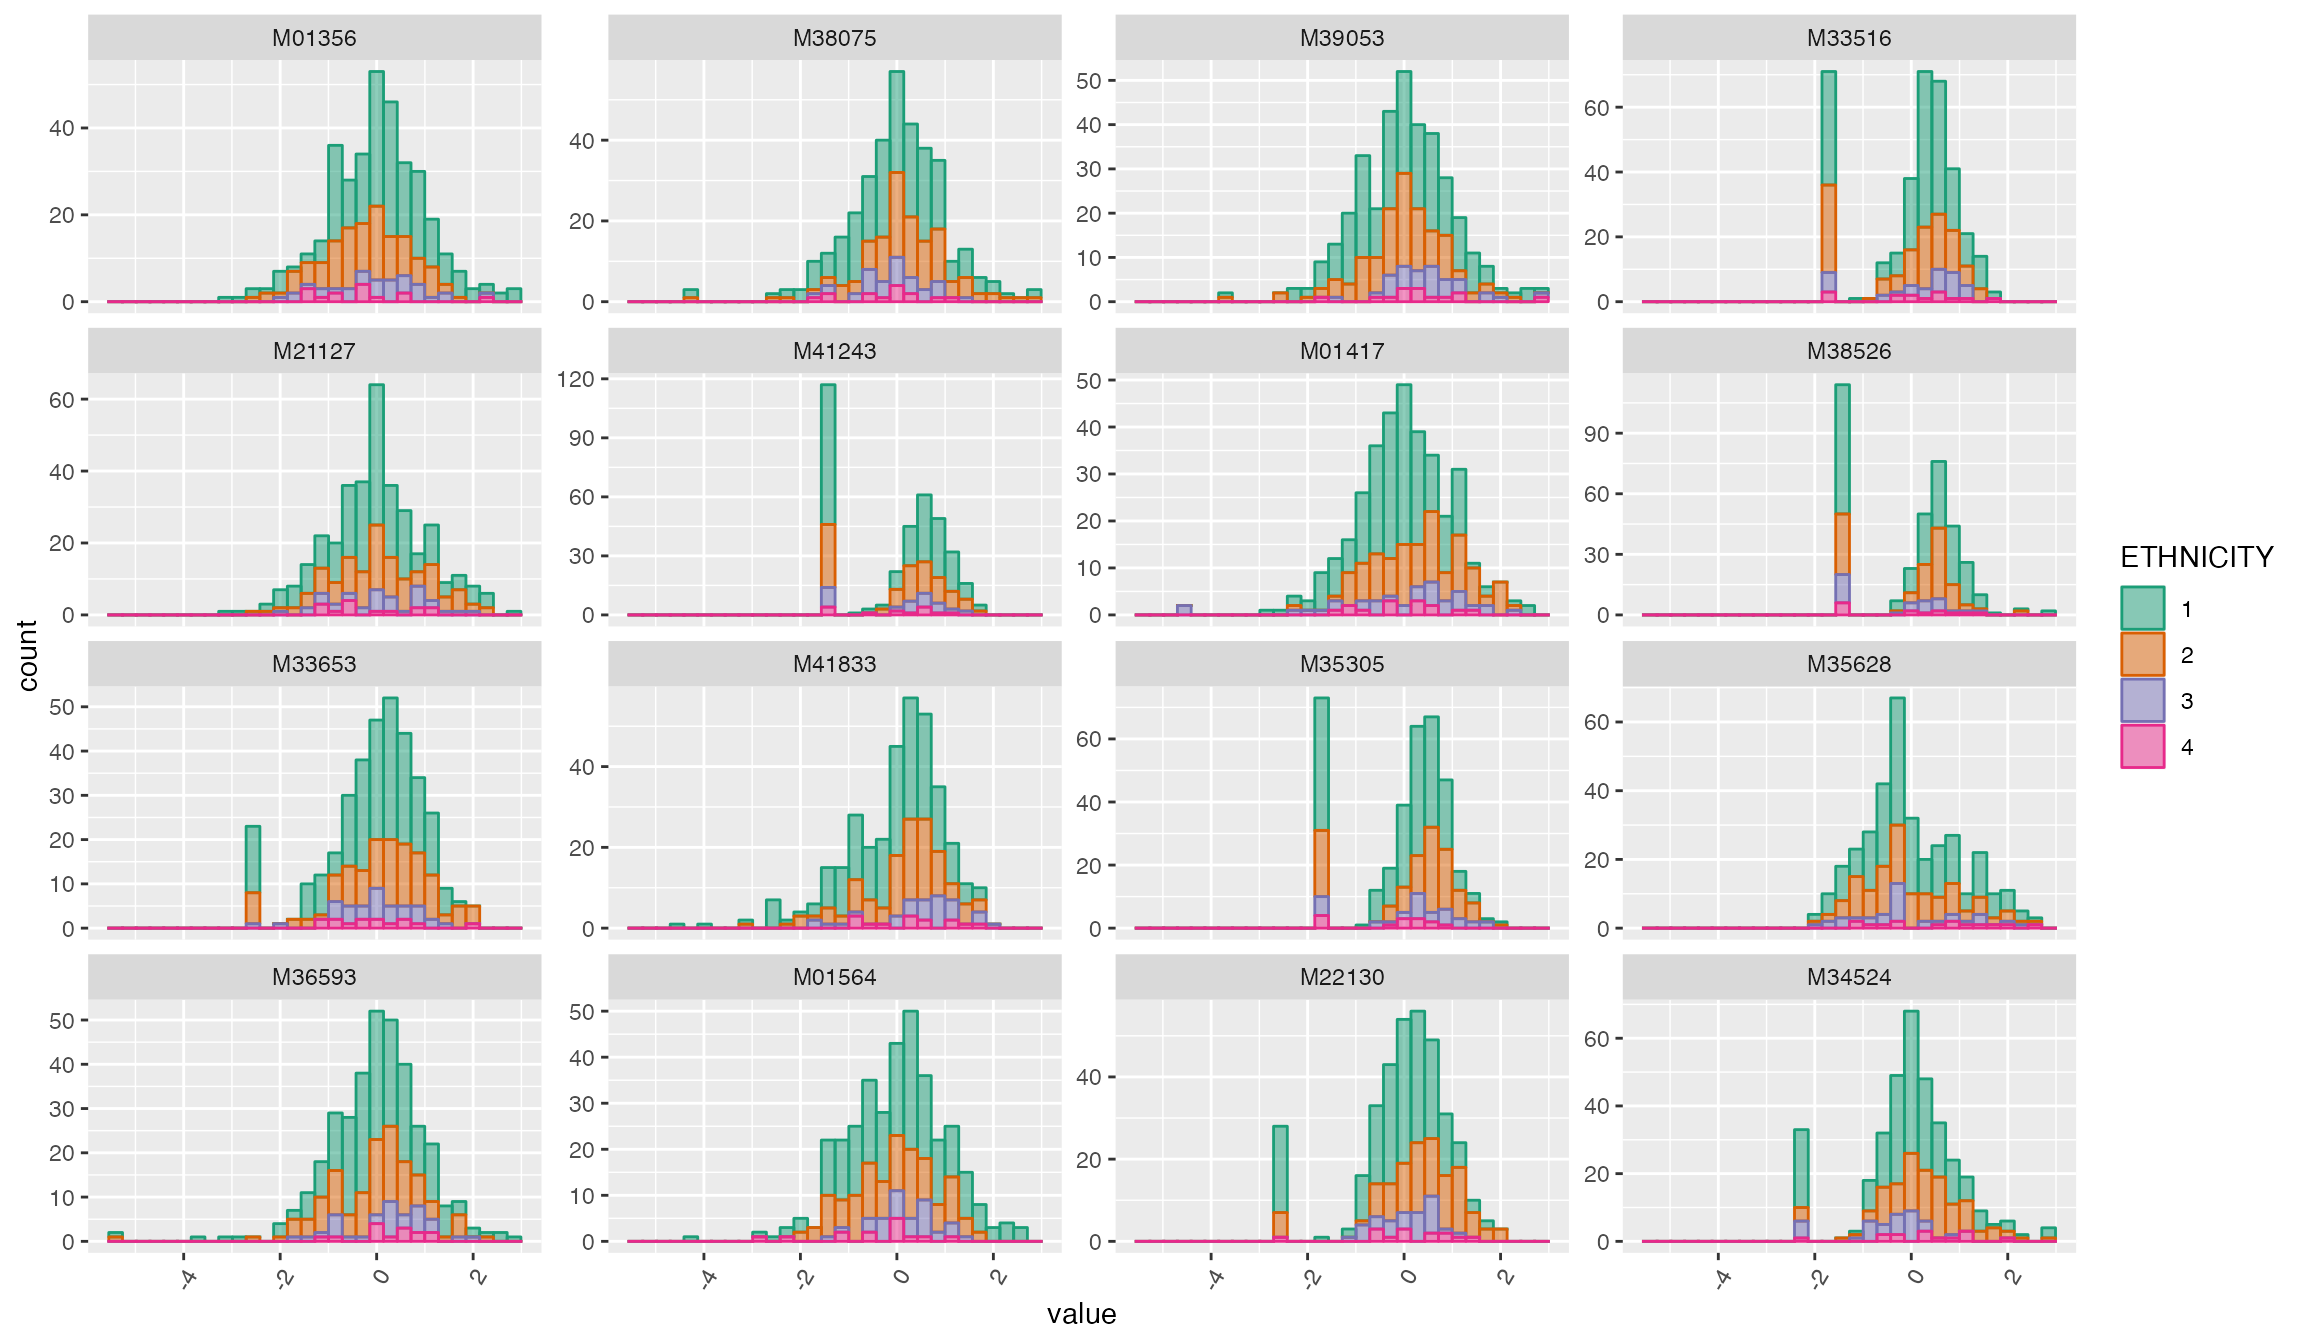 M01356 M38075 M39053 M33516
40 20 0
40 20 0
50 40 30 20 10 0
60 40 20 0
M21127 M41243 M01417 M38526
60 40 20 0
120 90 60 30 0
50 40 30 20 10 0
90 60 30 0
M33653 M41833 M35305 M35628
50 40 30 20 10 0
40 20 0
60 40 20 0
60 40 20 0
M36593 M01564 M22130 M34524
50 40 30 20 10 0
50 40 30 20 10 0
40 20 0
60 40 20 0
-4 -2 0 2 -4 -2 0 2 -4 -2 0 2 -4 -2 0 2
count
value
ETHNICITY
1
2
3
4